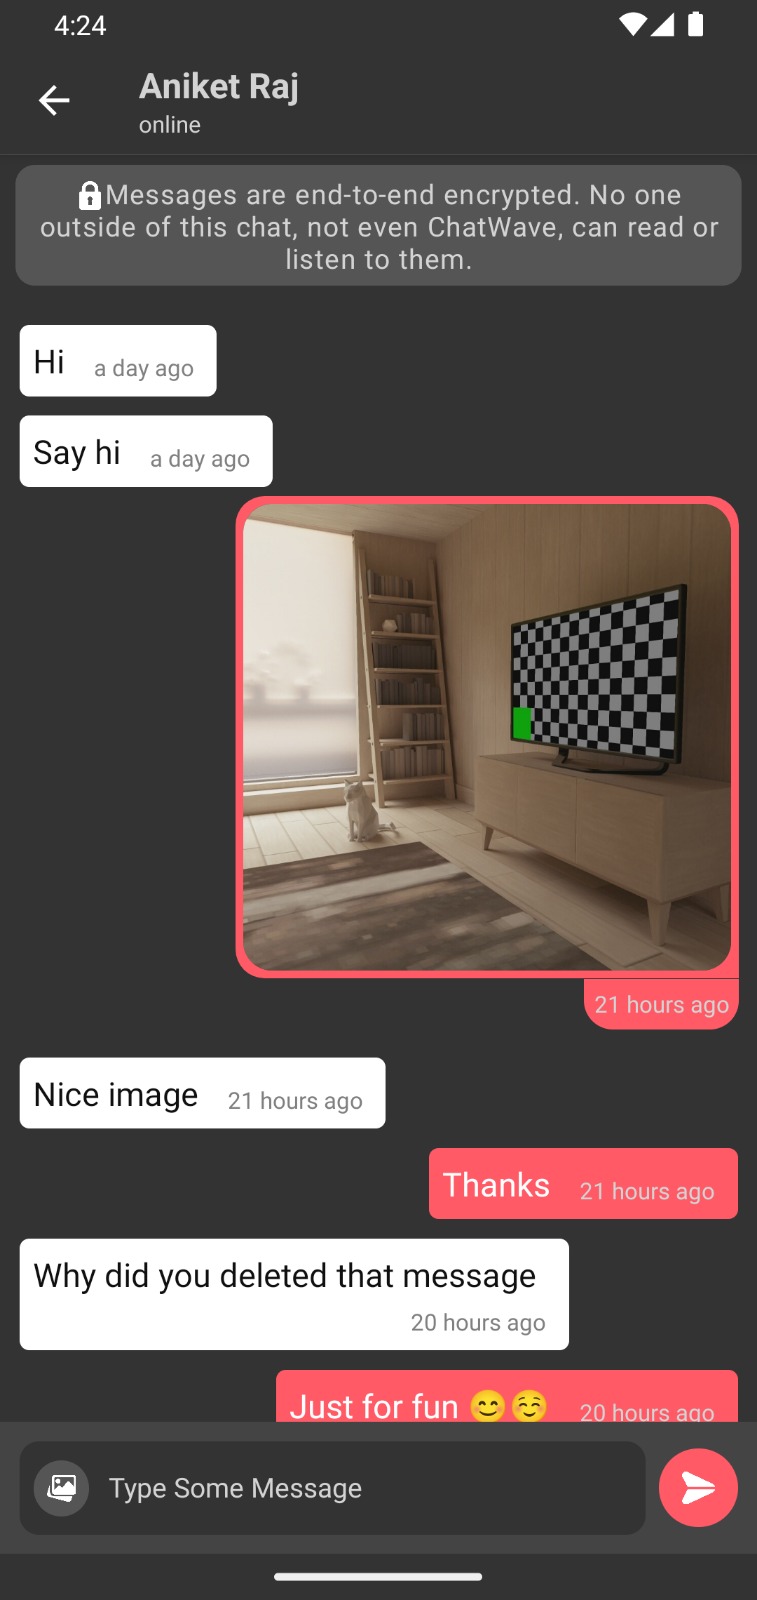 4:24
Aniket Raj
online
🔒Messages are end-to-end encrypted. No one
outside of this chat, not even ChatWave, can read or
listen to them.
Hi a day ago
Say hi a day ago
21 hours ago
Nice image 21 hours ago
Thanks 21 hours ago
Why did you deleted that message
20 hours ago
Just for fun 😊☺️ 20 hours ago
Type Some Message